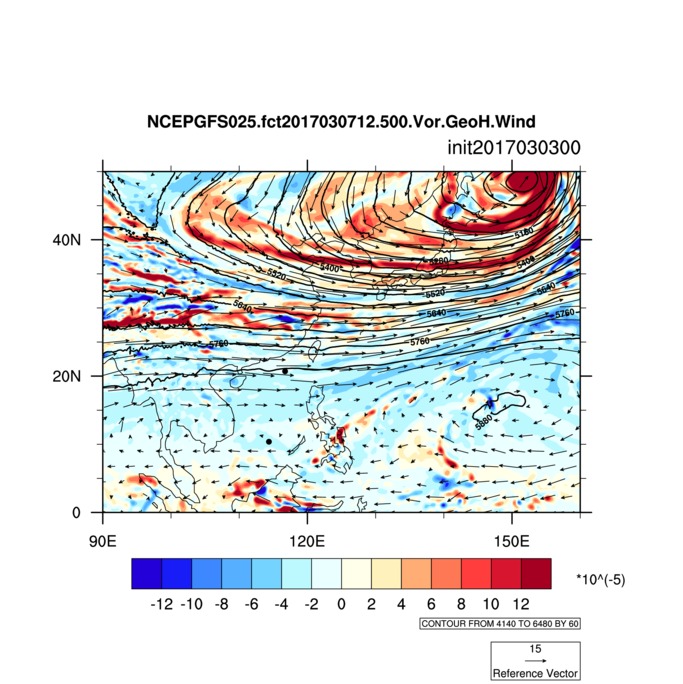 NCEPGFS025.fct2017030712.500.Vor.GeoH.Wind
init2017030300
40N
20N
0
90E 120E 150E
5160
5280
5400
5400
5520
5520
5640
5640
5640
5760
5760
5760
5880
-12 -10 -8 -6 -4 -2 0 2 4 6 8 10 12
*10^(-5)
CONTOUR FROM 4140 TO 6480 BY 60
15
Reference Vector